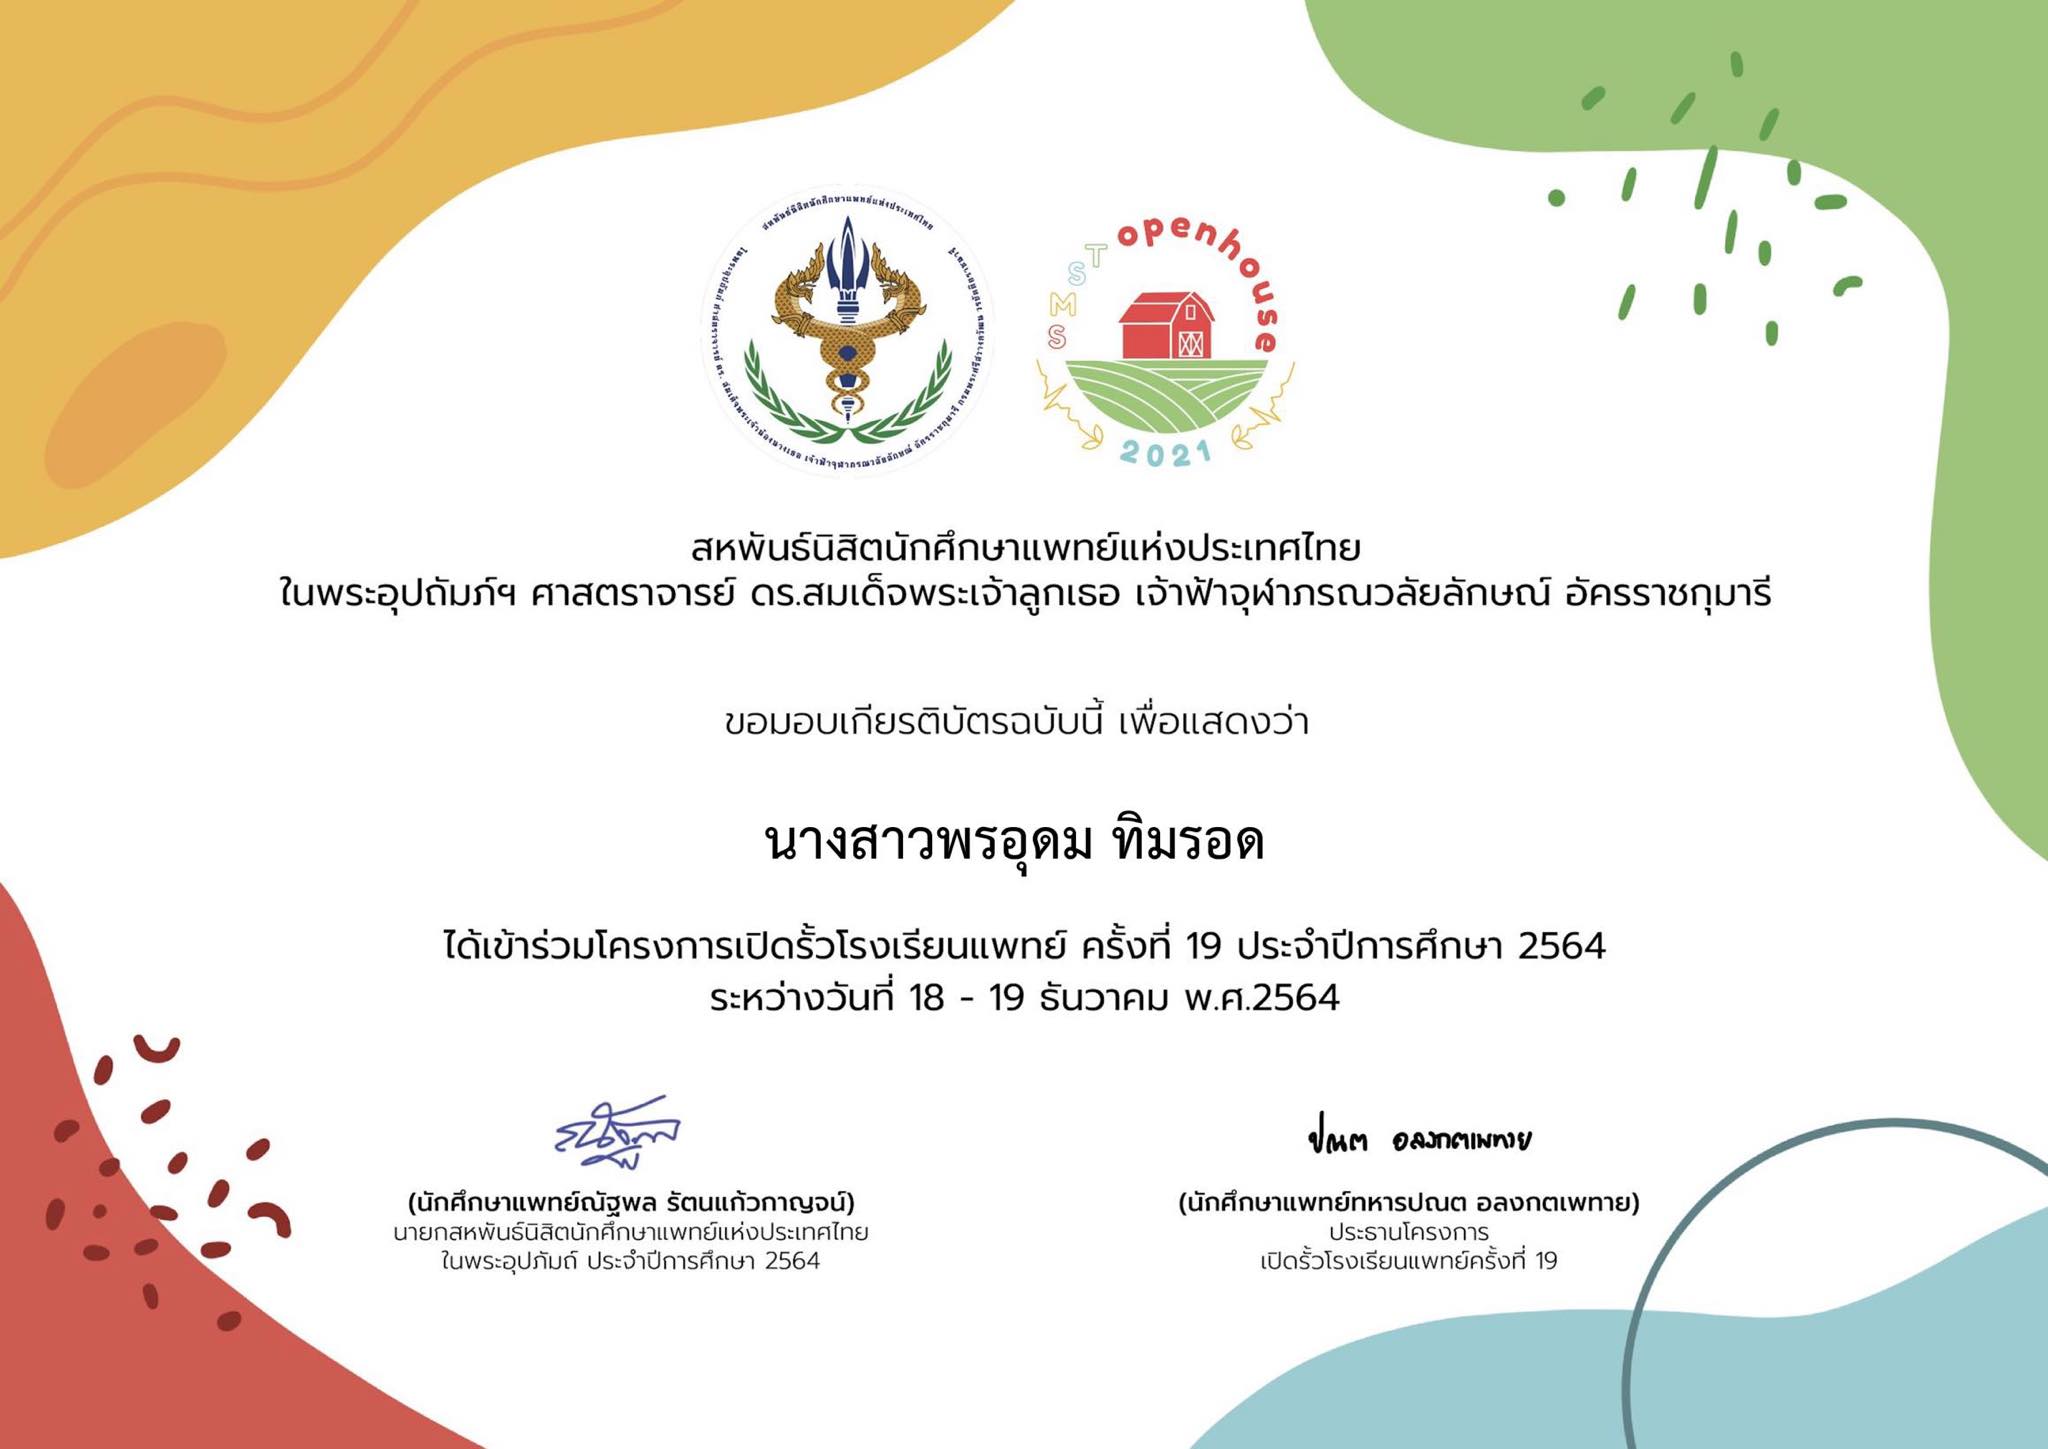 สหพันธ์นิสิตนักศึกษาแพทย์แห่งประเทศไทย
SMST openhouse
2021
สหพันธ์นิสิตนักศึกษาแพทย์แห่งประเทศไทย
ในพระอุปถัมภ์ฯ ศาสตราจารย์ ดร.สมเด็จพระเจ้าลูกเธอ เจ้าฟ้าจุฬาภรณวลัยลักษณ์ อัครราชกุมารี
ขอมอบเกียรติบัตรฉบับนี้ เพื่อแสดงว่า
นางสาวพรอุดม ทิมรอด
ได้เข้าร่วมโครงการเปิดรั้วโรงเรียนแพทย์ ครั้งที่ 19 ประจำปีการศึกษา 2564
ระหว่างวันที่ 18 - 19 ธันวาคม พ.ศ.2564
(นักศึกษาแพทย์ณัฐพล รัตนแก้วกาญจน์)
นายกสหพันธ์นิสิตนักศึกษาแพทย์แห่งประเทศไทย
ในพระอุปภัมถ์ ประจำปีการศึกษา 2564
ปณต อลงกตเพทาย
(นักศึกษาแพทย์ทหารปณต อลงกตเพทาย)
ประธานโครงการ
เปิดรั้วโรงเรียนแพทย์ครั้งที่ 19